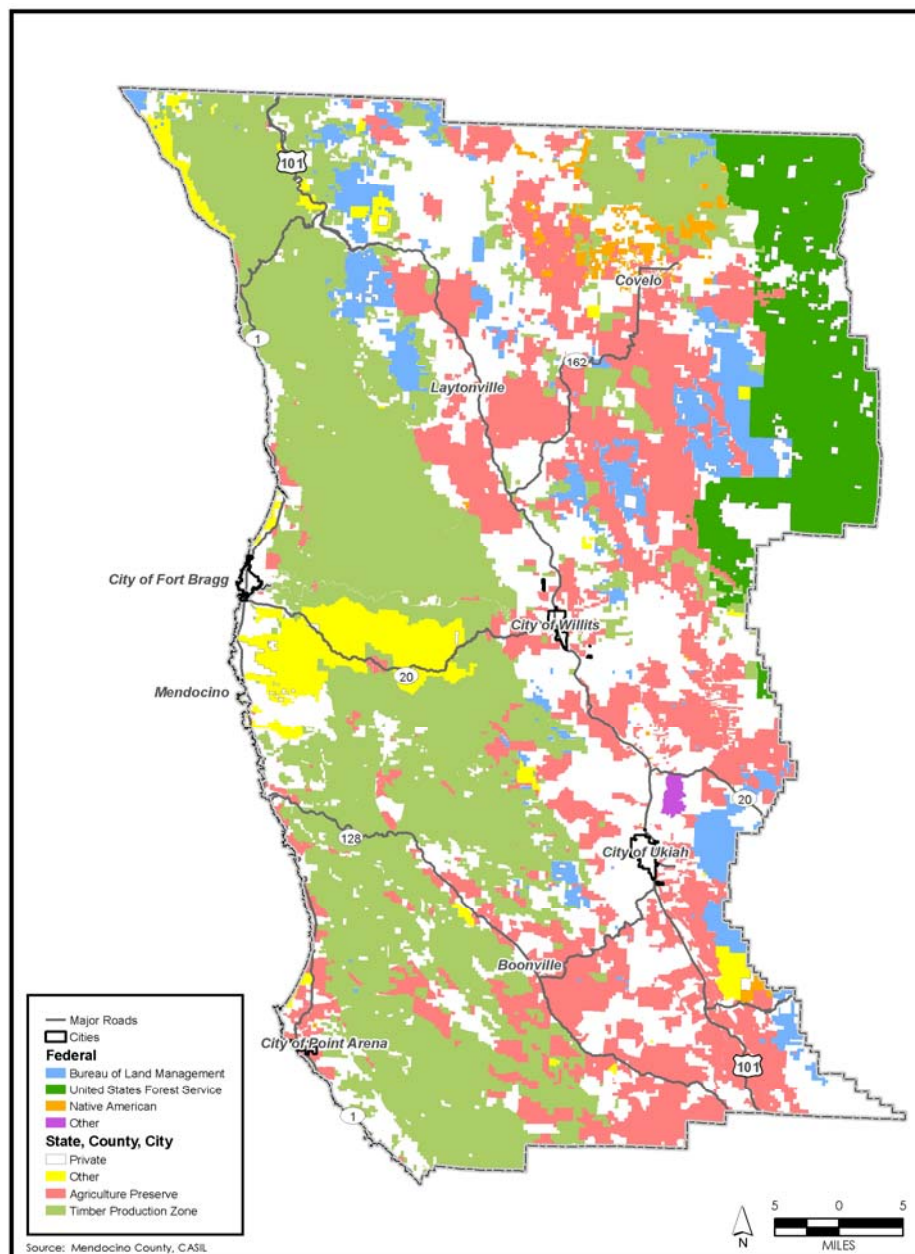 101
Covelo
1
162
Laytonville
City of Fort Bragg
City of Willits
20
Mendocino
20
128
City of Ukiah
Boonville
City of Point Arena
101
1
Major Roads
Cities
Federal
Bureau of Land Management
United States Forest Service
Native American
Other
State, County, City
Private
Other
Agriculture Preserve
Timber Production Zone
N
5 0 5
MILES
Source: Mendocino County, CASIL